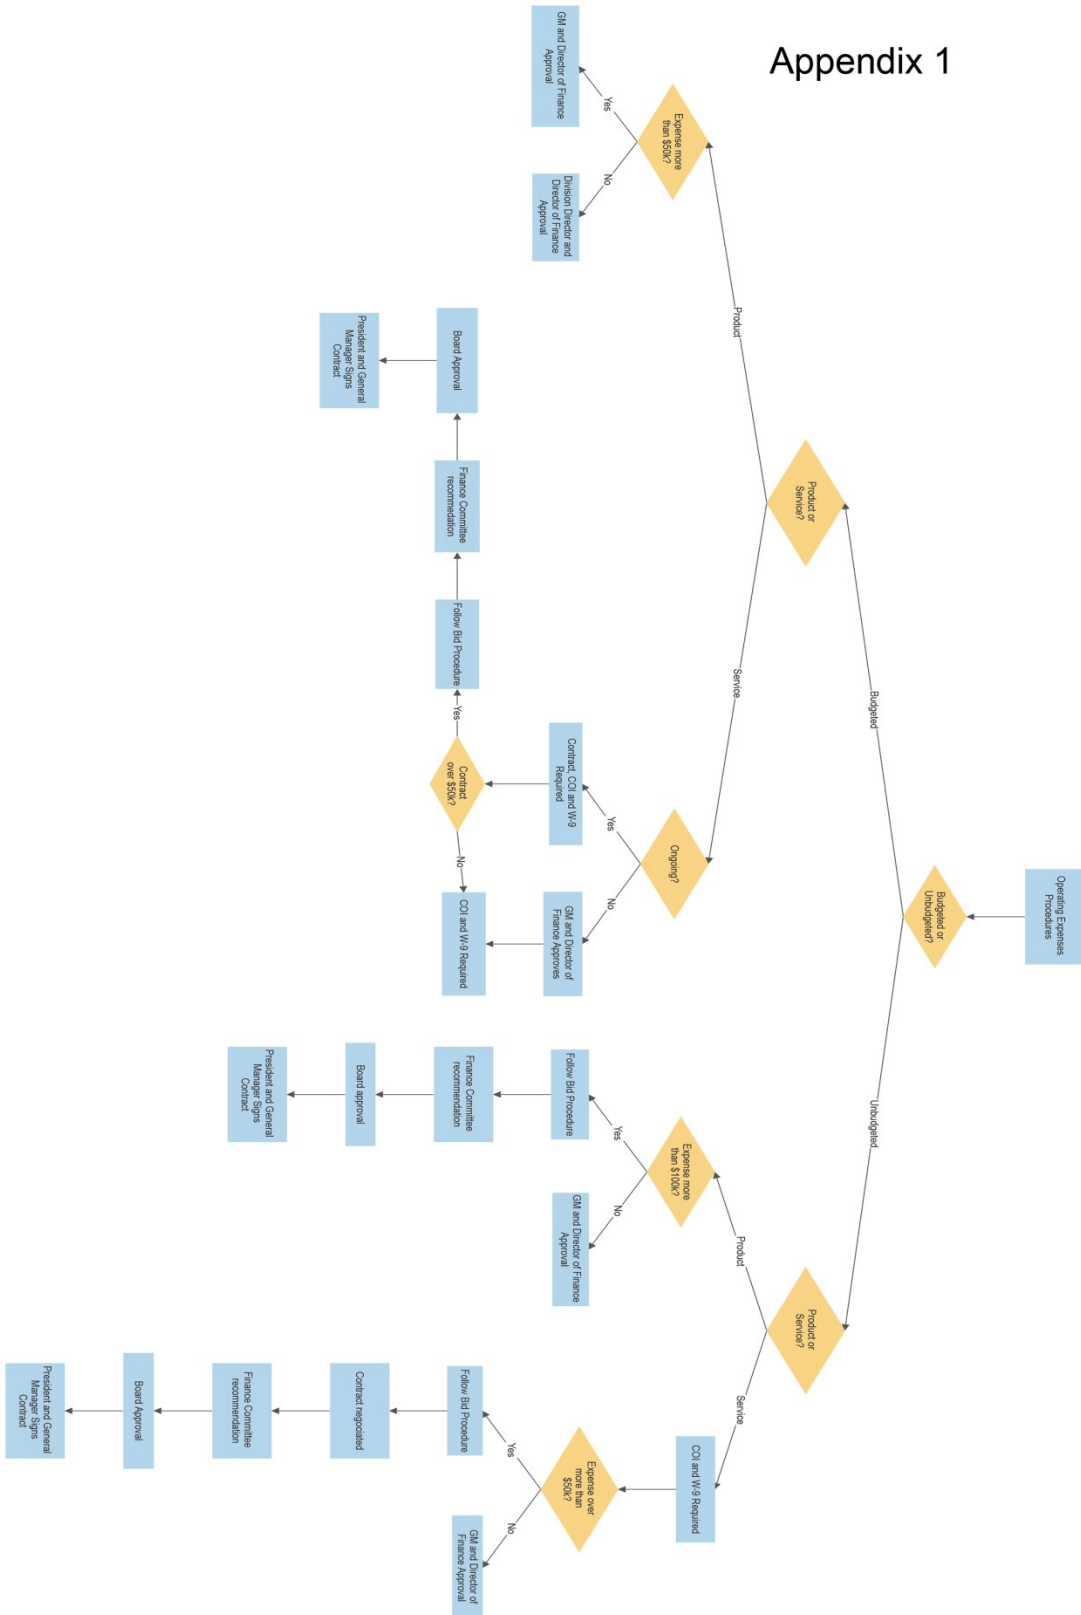 Appendix 1
Operating Expenses
Procedures
Budgeted or
Unbudgeted?
Budgeted
Unbudgeted
Product or
Service?
Product
Service
Expense more
than $50k?
Yes
No
GM and Director of Finance
Approval
Division Director and
Director of Finance
Approval
Ongoing?
Yes
No
Contract, COI and W-9
Required
GM and Director of
Finance Approves
Contract
over $50k?
Yes
No
COI and W-9 Required
Follow Bid Procedure
Finance Committee
recommedation
Board Approval
President and General
Manager Signs
Contract
Product or
Service?
Product
Service
Expense more
than $100k?
Yes
No
Follow Bid Procedure
GM and Director of Finance
Approval
Finance Committee
recommendation
Board approval
President and General
Manager Signs
Contract
COI and W-9 Required
Expense over
more than
$50k?
Yes
No
Follow Bid Procedure
GM and Director of
Finance Approval
Contract negociated
Finance Committee
recommendation
Board Approval
President and General
Manager Signs
Contract